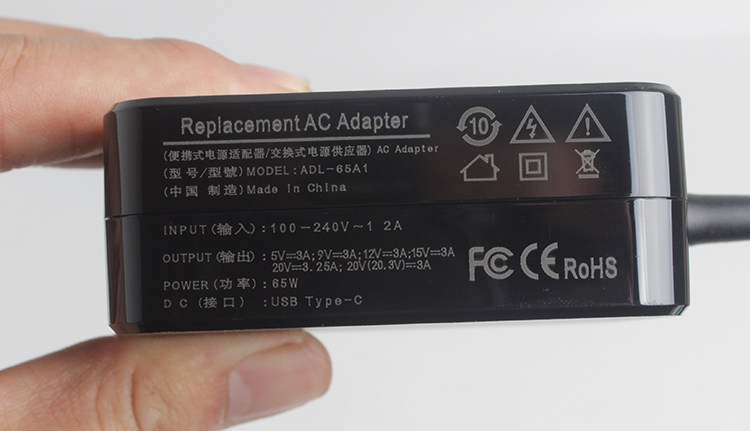 Replacement AC Adapter
(便携式电源适配器/交换式电源供应器) AC Adapter
(型号/型號)MODEL: ADL-65A1
(中国 制造)Made in China
10
INPUT(输入):100-240V~1 2A
OUTPUT(输出):5V⎓3A;9V⎓3A;12V⎓3A;15V⎓3A
20V⎓3.25A; 20V(20.3V)⎓3A
POWER(功率):65W
DC(接口):USB Type-C
FC CE RoHS